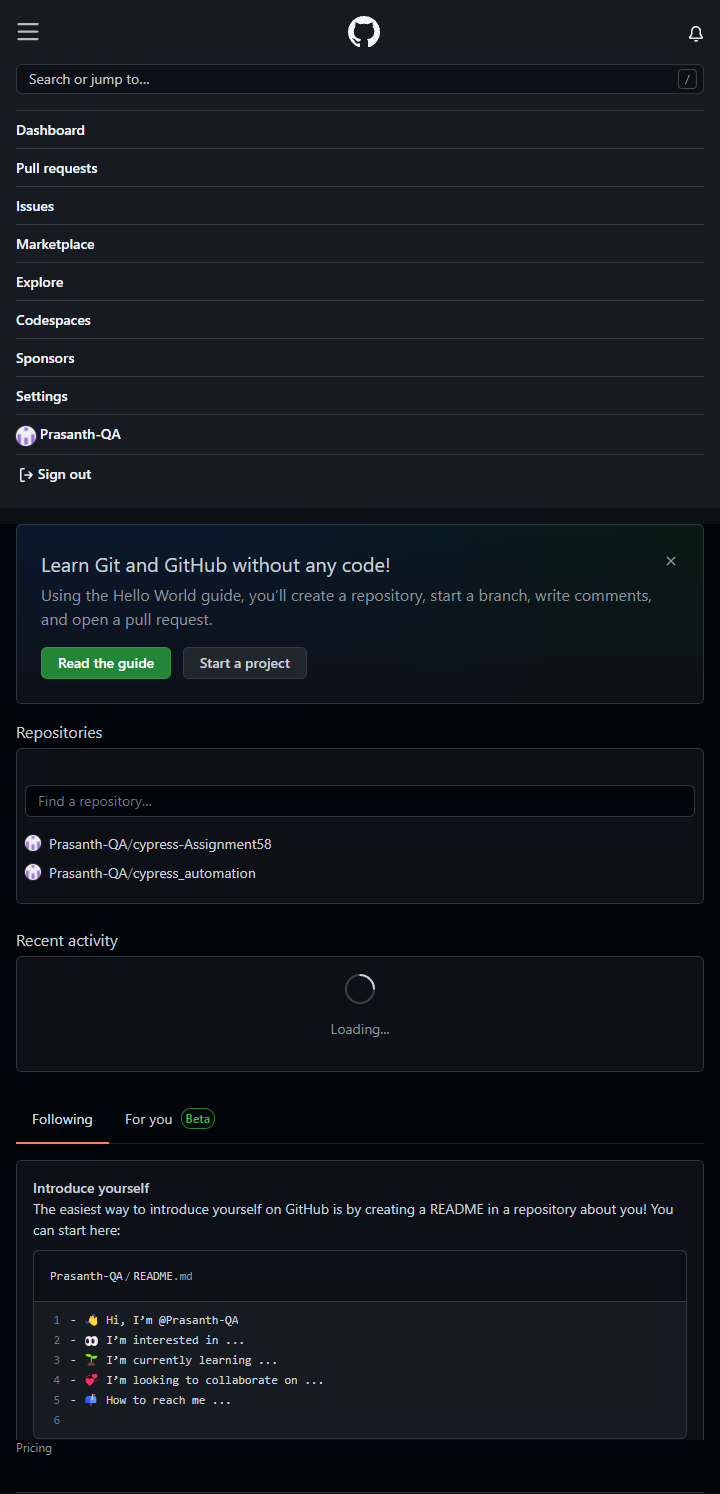 Search or jump to... /
Dashboard
Pull requests
Issues
Marketplace
Explore
Codespaces
Sponsors
Settings
Prasanth-QA
Sign out
Learn Git and GitHub without any code!
Using the Hello World guide, you’ll create a repository, start a branch, write comments,
and open a pull request.
Read the guide Start a project
Repositories
Find a repository...
Prasanth-QA/cypress-Assignment58
Prasanth-QA/cypress_automation
Recent activity
Loading...
Following For you Beta
Introduce yourself
The easiest way to introduce yourself on GitHub is by creating a README in a repository about you! You
can start here:
Prasanth-QA/README.md
1 - 👋 Hi, I’m @Prasanth-QA
2 - 👀 I’m interested in ...
3 - 🌱 I’m currently learning ...
4 - 💞️ I’m looking to collaborate on ...
5 - 📫 How to reach me ...
6
Pricing